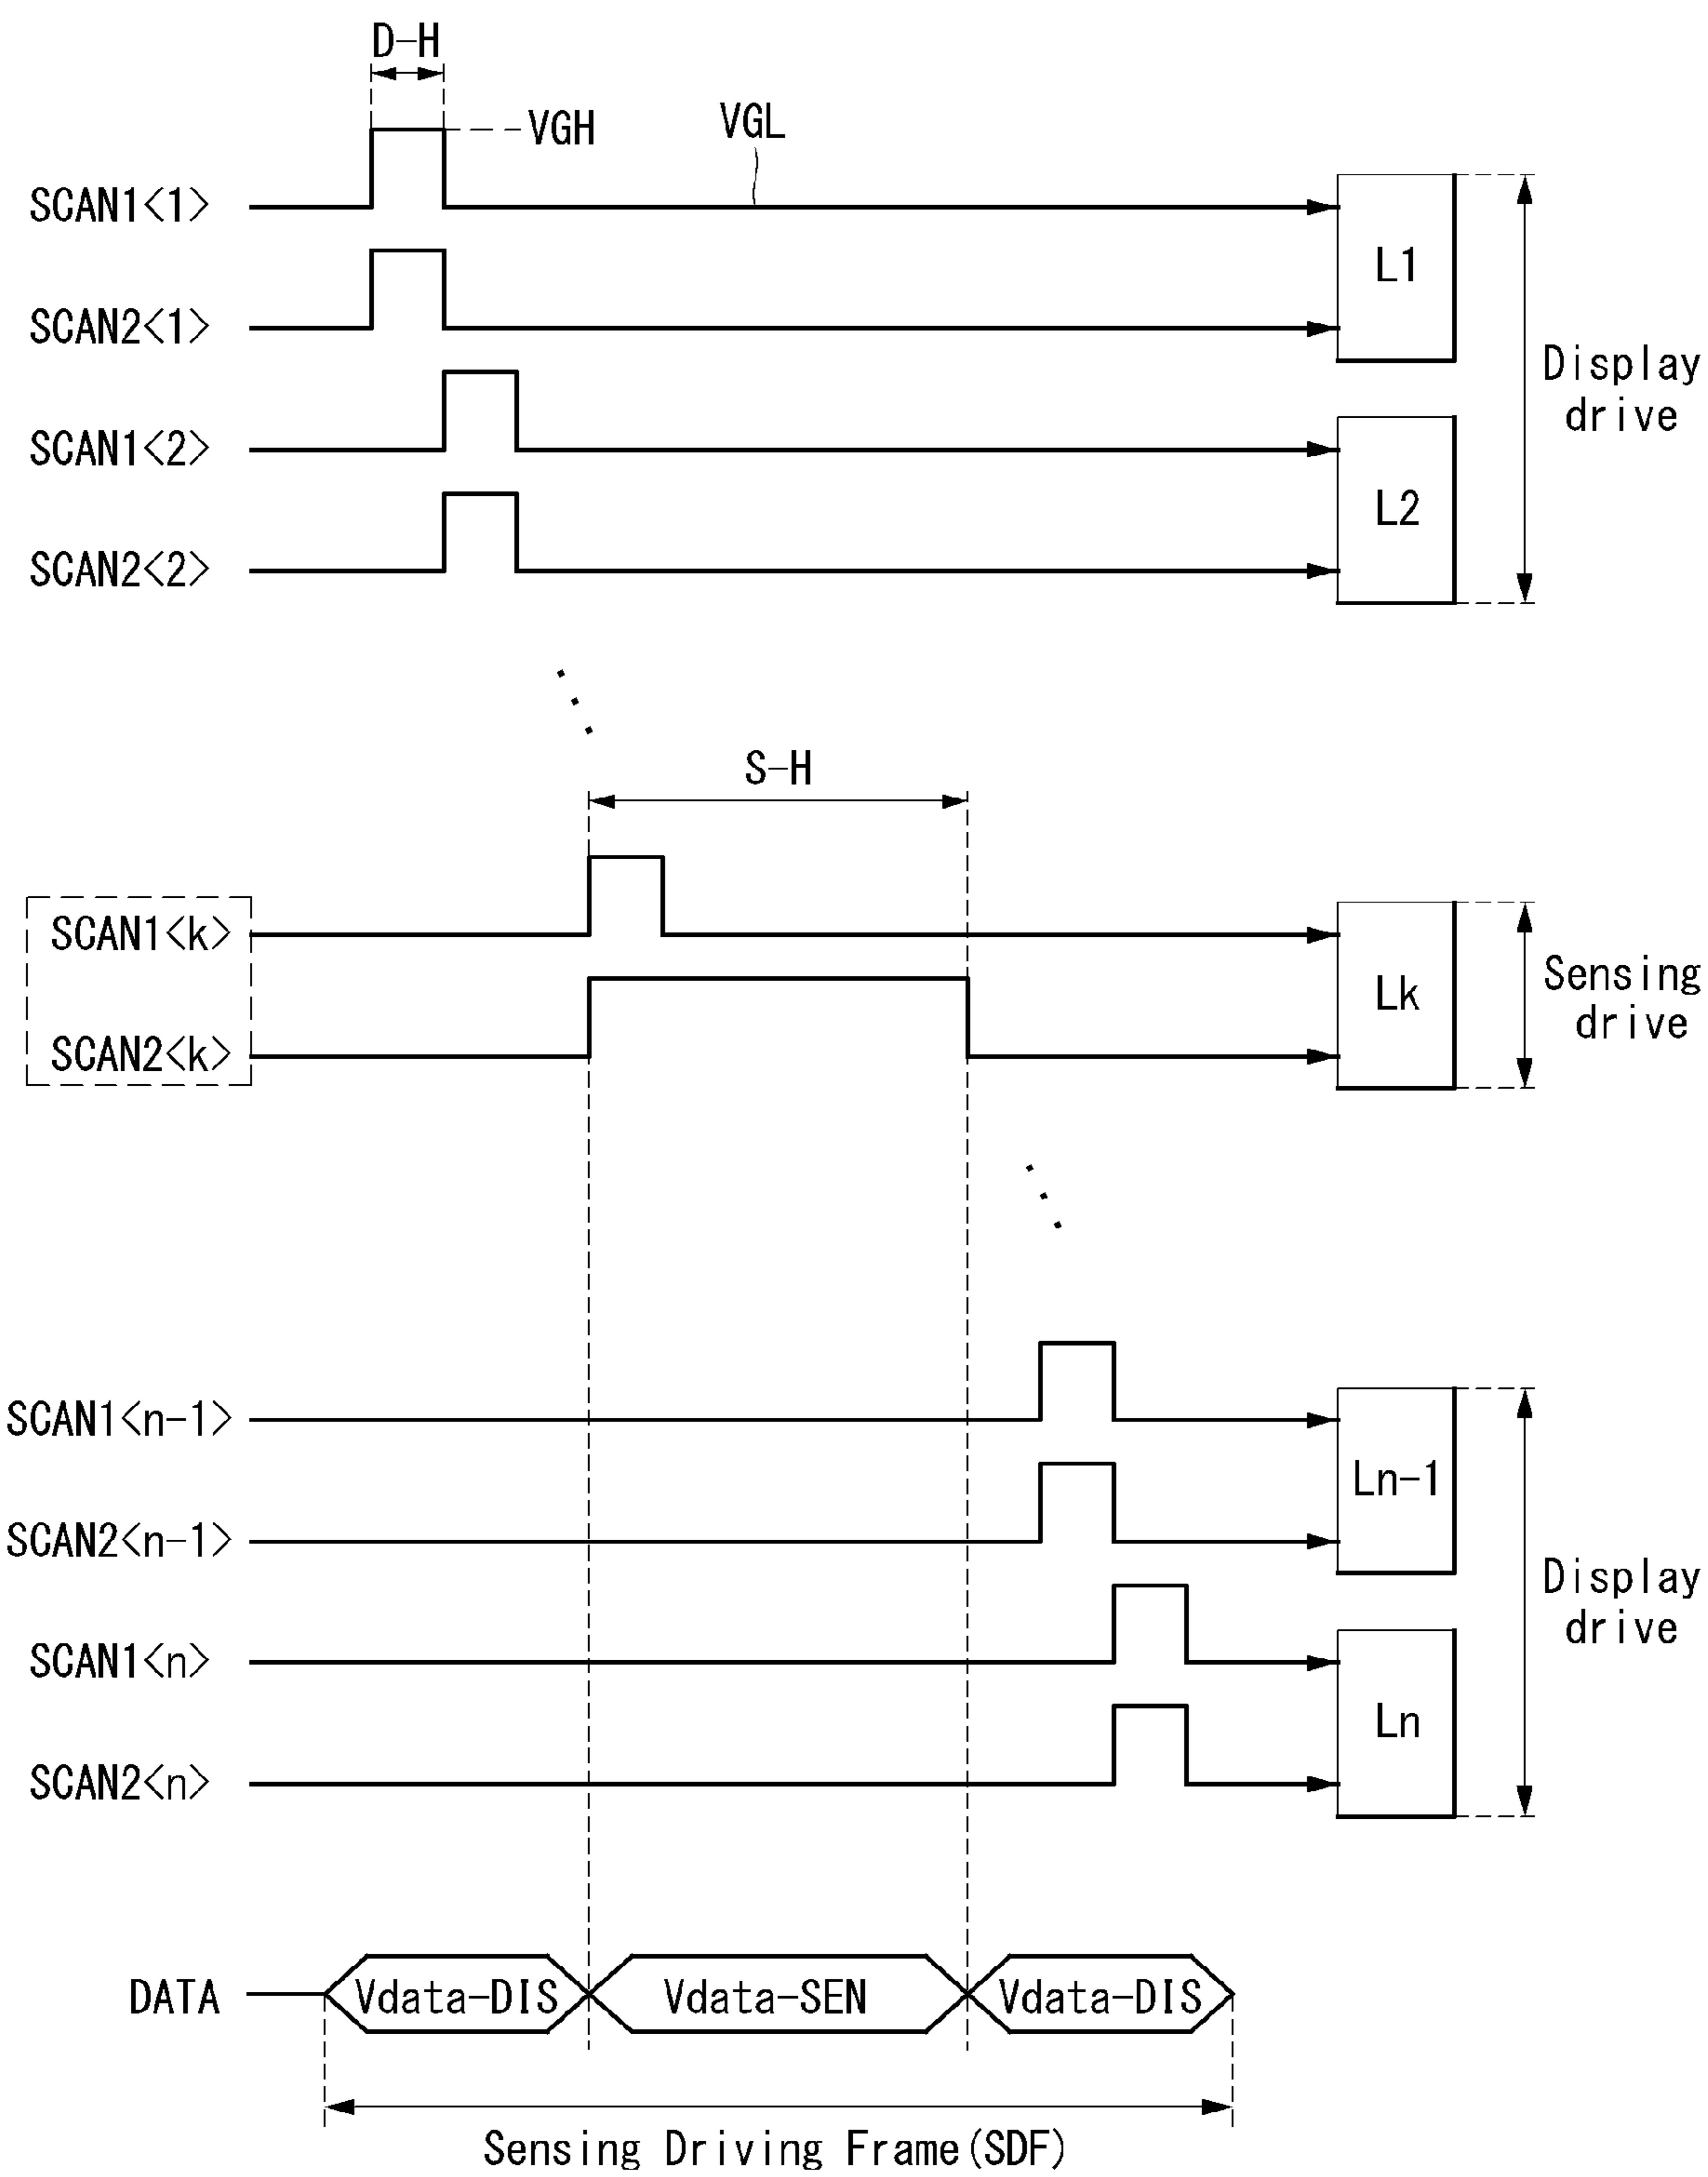 D-H
VGH
VGL
SCAN1<1>
SCAN2<1>
L1
SCAN1<2>
SCAN2<2>
L2
Display
drive
S-H
SCAN1<k>
SCAN2<k>
Lk
Sensing
drive
SCAN1<n-1>
SCAN2<n-1>
Ln-1
SCAN1<n>
SCAN2<n>
Ln
Display
drive
DATA
Vdata-DIS
Vdata-SEN
Vdata-DIS
Sensing Driving Frame(SDF)